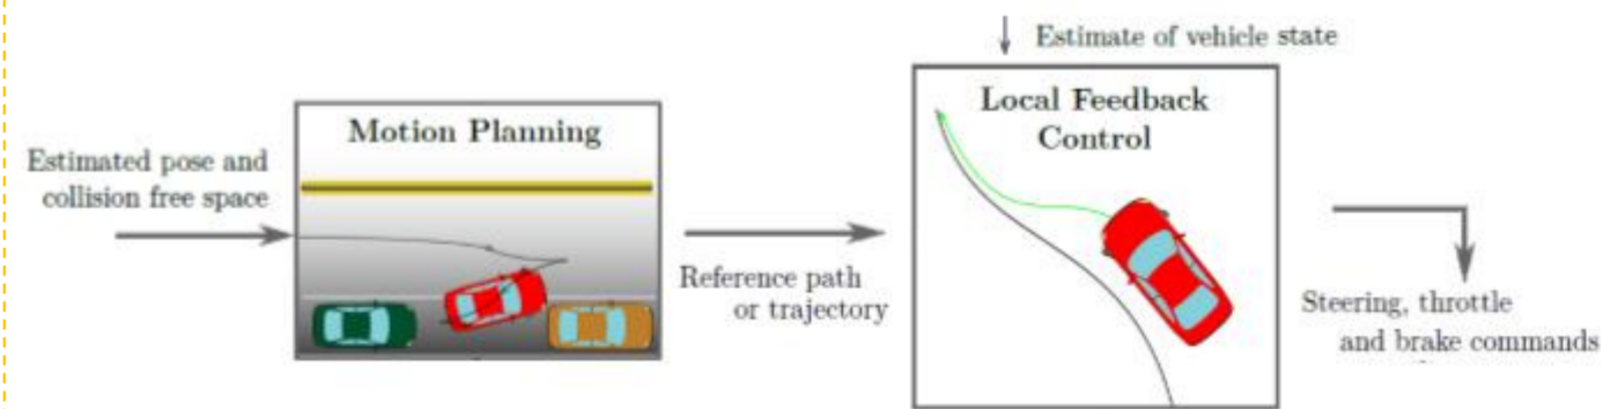 Estimated pose and
collision free space
Motion Planning
Reference path
or trajectory
Estimate of vehicle state
Local Feedback
Control
Steering, throttle
and brake commands